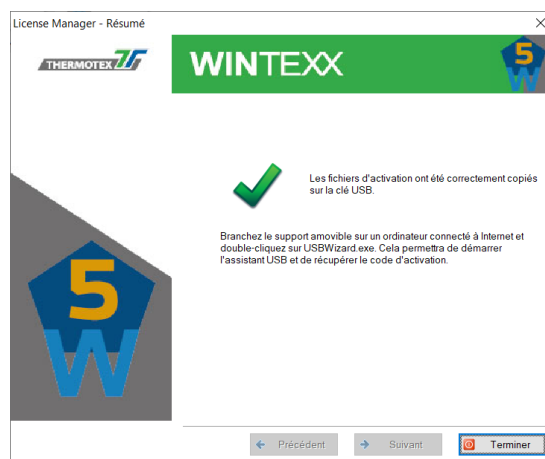 License Manager - Résumé
THERMOTEX
WINTEXX
5
W
Les fichiers d'activation ont été correctement copiés
sur la clé USB.
Branchez le support amovible sur un ordinateur connecté à Internet et
double-cliquez sur USBWizard.exe. Cela permettra de démarrer
l'assistant USB et de récupérer le code d'activation.
5
W
Précédent
Suivant
Terminer